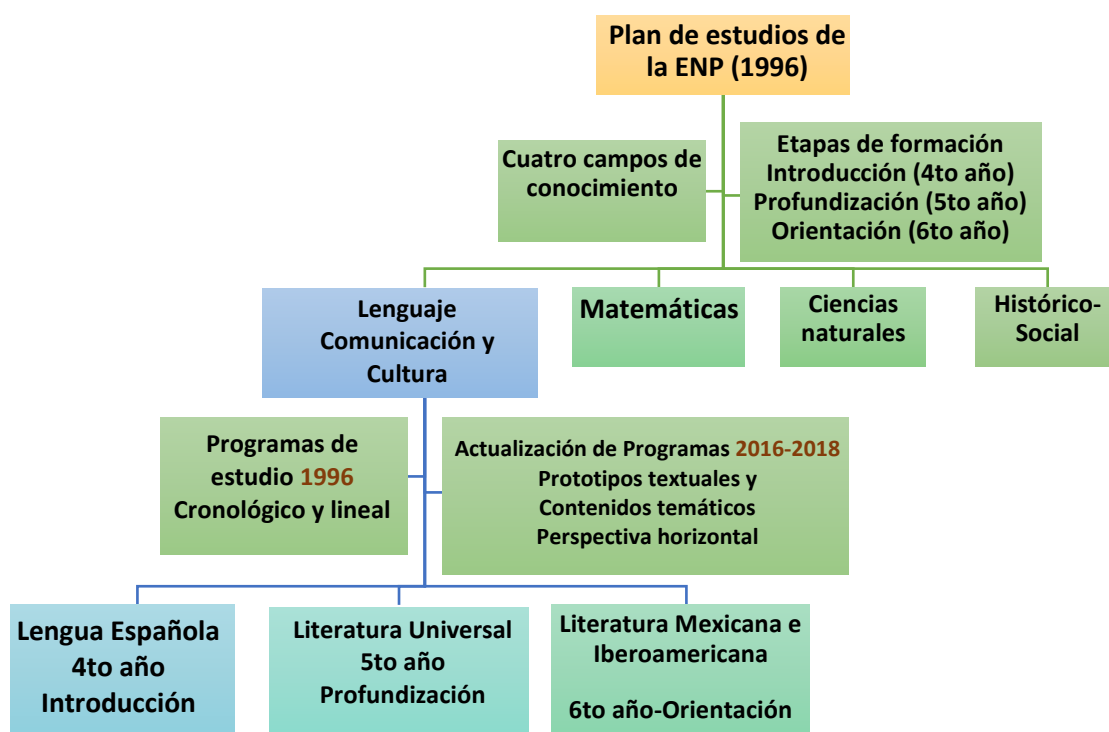 Plan de estudios de
la ENP (1996)
Cuatro campos de
conocimiento
Etapas de formación
Introducción (4to año)
Profundización (5to año)
Orientación (6to año)
Lenguaje
Comunicación y
Cultura
Matemáticas
Ciencias
naturales
Histórico-
Social
Programas de
estudio 1996
Cronológico y lineal
Actualización de Programas 2016-2018
Prototipos textuales y
Contenidos temáticos
Perspectiva horizontal
Lengua Española
4to año
Introducción
Literatura Universal
5to año
Profundización
Literatura Mexicana e
Iberoamericana
6to año-Orientación